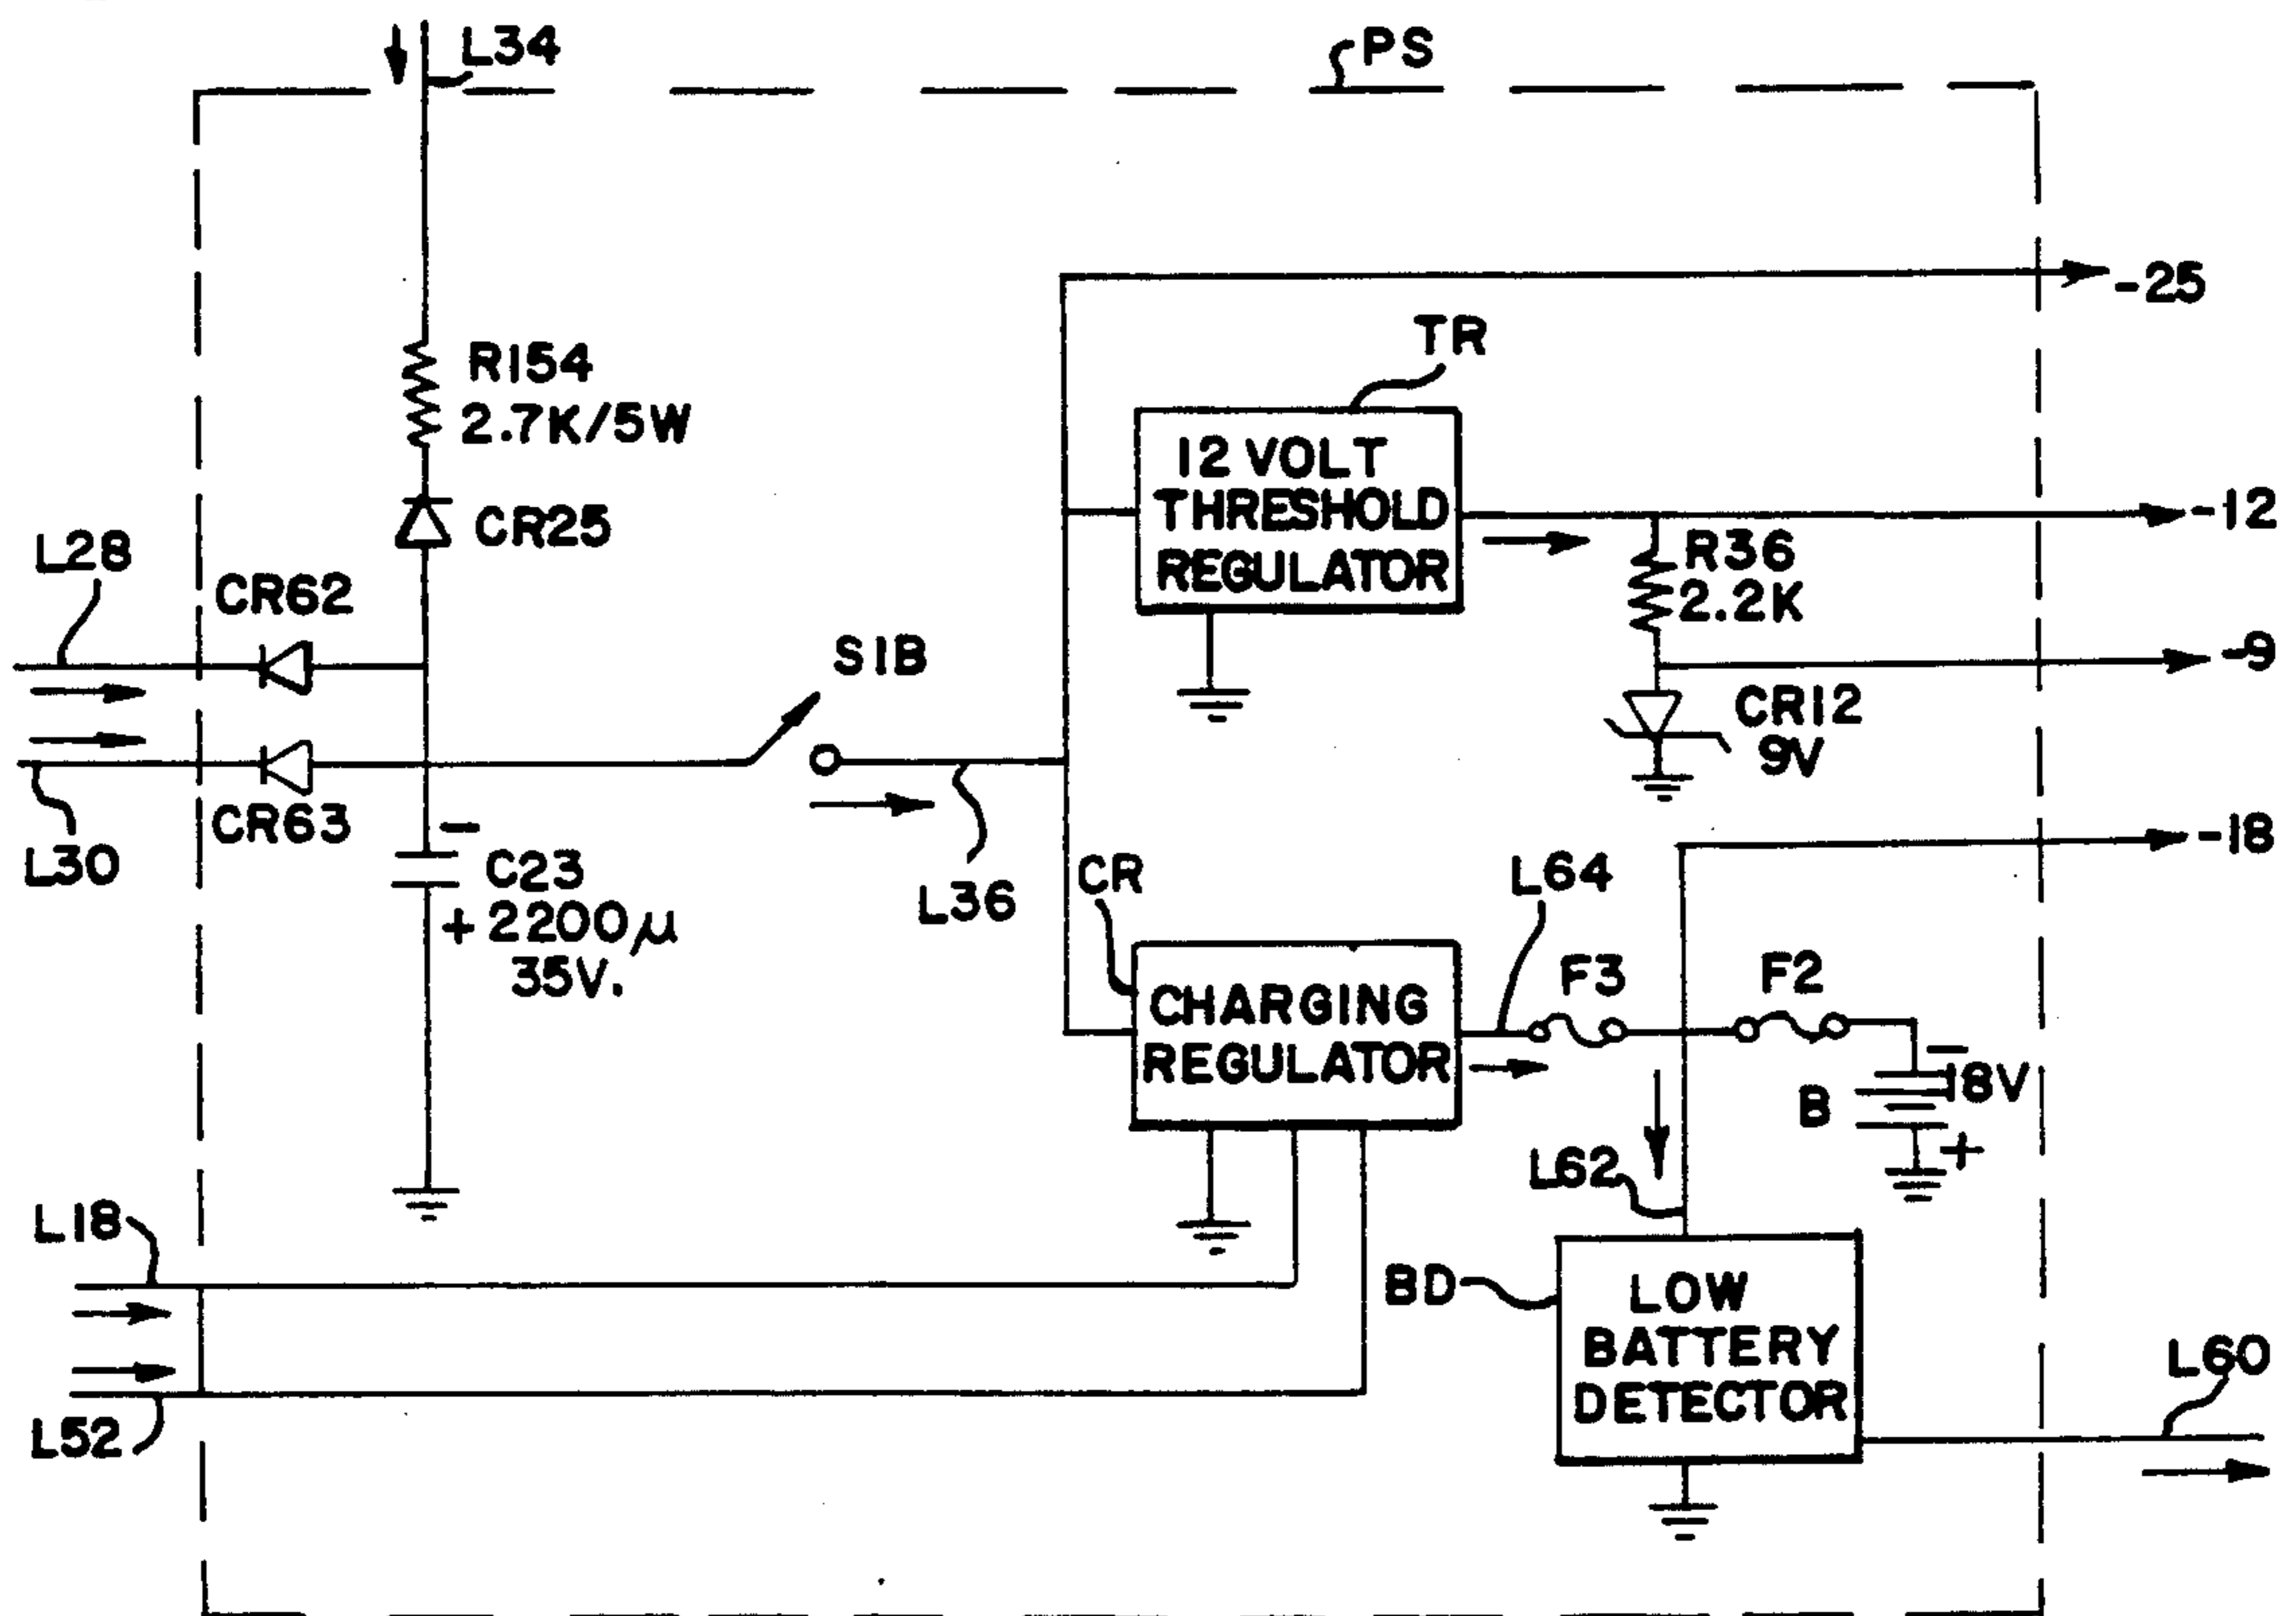 L34
PS
-25
TR
R154
2.7K/5W
12 VOLT
THRESHOLD
REGULATOR
-12
CR25
R36
2.2K
L28
CR62
S1B
-9
CR12
9V
CR63
L30
-
C23
+2200μ
35V.
L36
CR
L64
-18
F3
F2
CHARGING
REGULATOR
-
18V
B
+
L62
L18
BD
LOW
BATTERY
DETECTOR
L60
L52